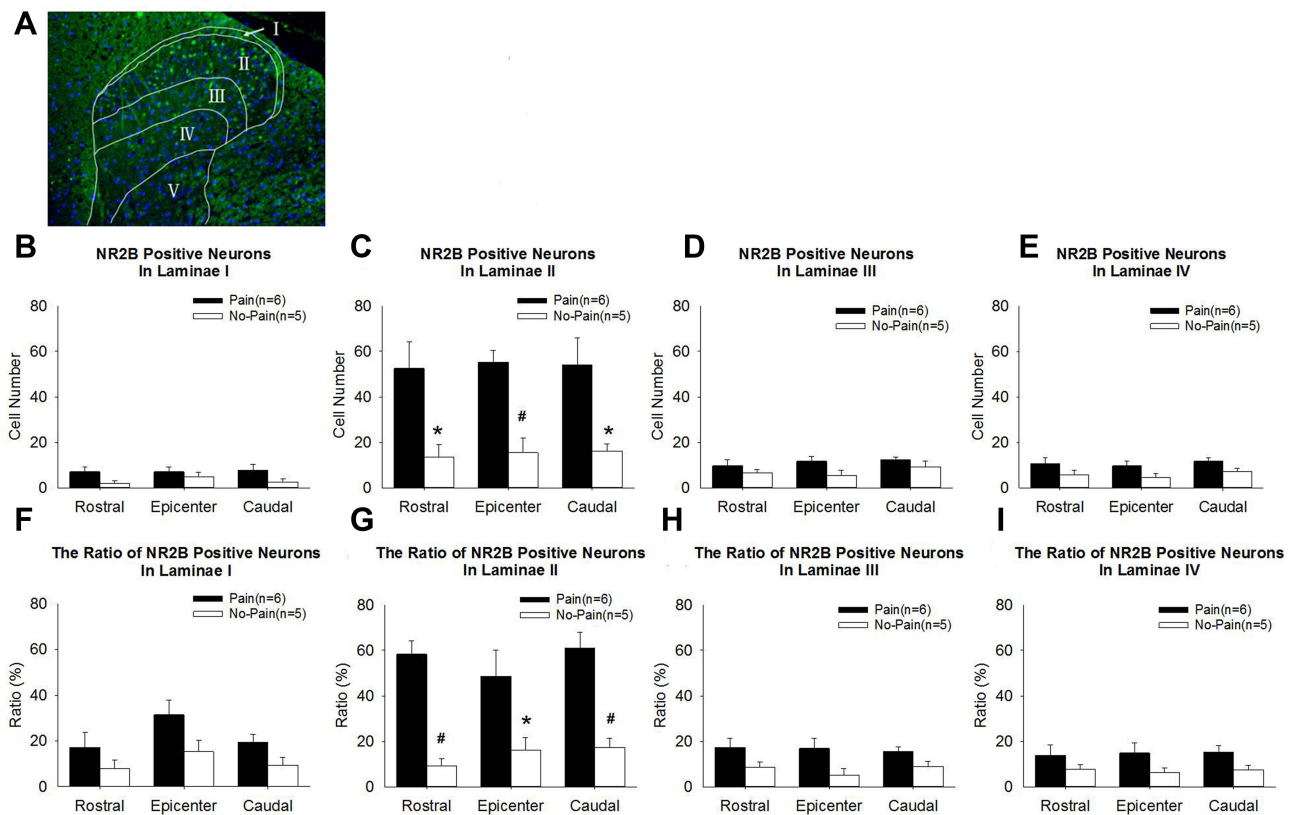 A
I
II
III
IV
V
B
NR2B Positive Neurons
In Laminae I
Pain(n=6)
No-Pain(n=5)
80
60
40
20
0
Cell Number
Rostral Epicenter Caudal
C
NR2B Positive Neurons
In Laminae II
Pain(n=6)
No-Pain(n=5)
80
60
40
20
0
Cell Number
* # *
Rostral Epicenter Caudal
D
NR2B Positive Neurons
In Laminae III
Pain(n=6)
No-Pain(n=5)
80
60
40
20
0
Cell Number
Rostral Epicenter Caudal
E
NR2B Positive Neurons
In Laminae IV
Pain(n=6)
No-Pain(n=5)
80
60
40
20
0
Cell Number
Rostral Epicenter Caudal
F
The Ratio of NR2B Positive Neurons
In Laminae I
Pain(n=6)
No-Pain(n=5)
80
60
40
20
0
Ratio (%)
Rostral Epicenter Caudal
G
The Ratio of NR2B Positive Neurons
In Laminae II
Pain(n=6)
No-Pain(n=5)
80
60
40
20
0
Ratio (%)
# * #
Rostral Epicenter Caudal
H
The Ratio of NR2B Positive Neurons
In Laminae III
Pain(n=6)
No-Pain(n=5)
80
60
40
20
0
Ratio (%)
Rostral Epicenter Caudal
I
The Ratio of NR2B Positive Neurons
In Laminae IV
Pain(n=6)
No-Pain(n=5)
80
60
40
20
0
Ratio (%)
Rostral Epicenter Caudal